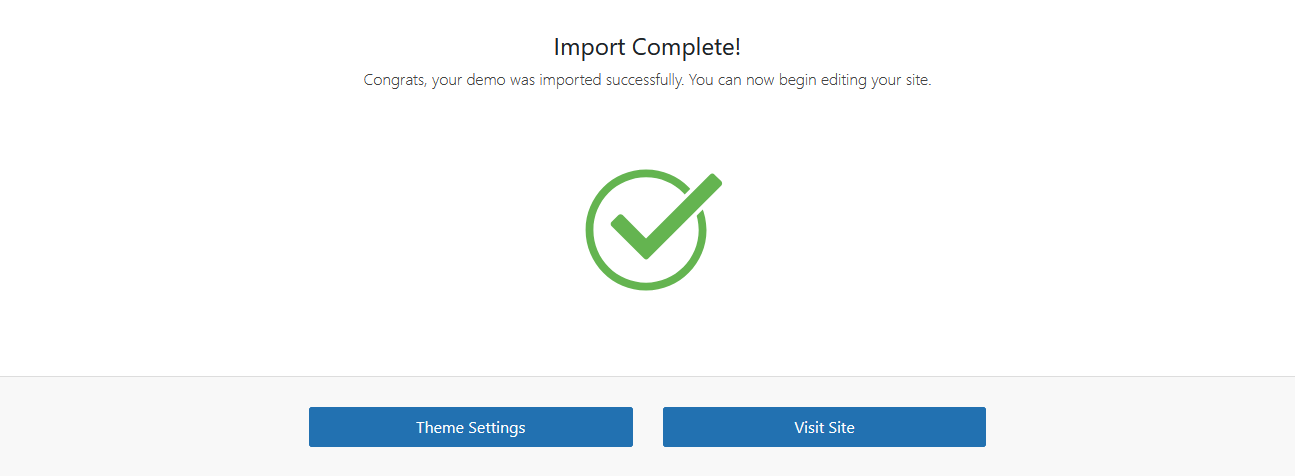 Import Complete!
Congrats, your demo was imported successfully. You can now begin editing your site.
Theme Settings
Visit Site